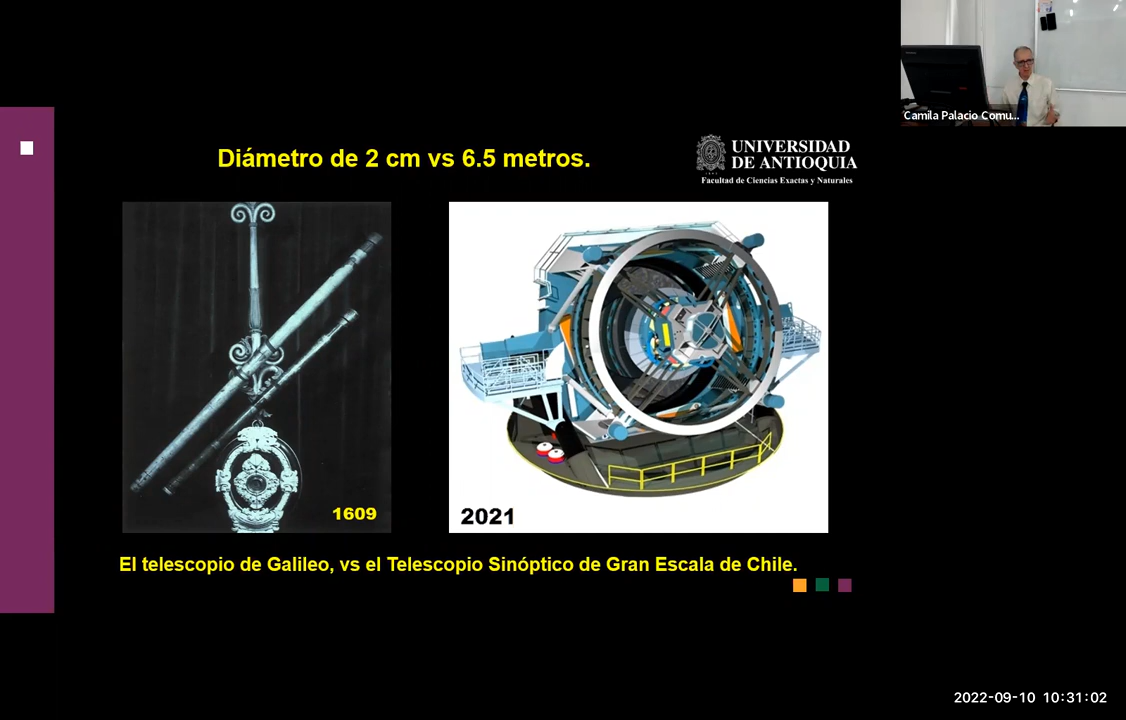 Camila Palacio Comu...
Diámetro de 2 cm vs 6.5 metros.
UNIVERSIDAD
DE ANTIOQUIA
Facultad de Ciencias Exactas y Naturales
1609
2021
El telescopio de Galileo, vs el Telescopio Sinóptico de Gran Escala de Chile.
2022-09-10 10:31:02